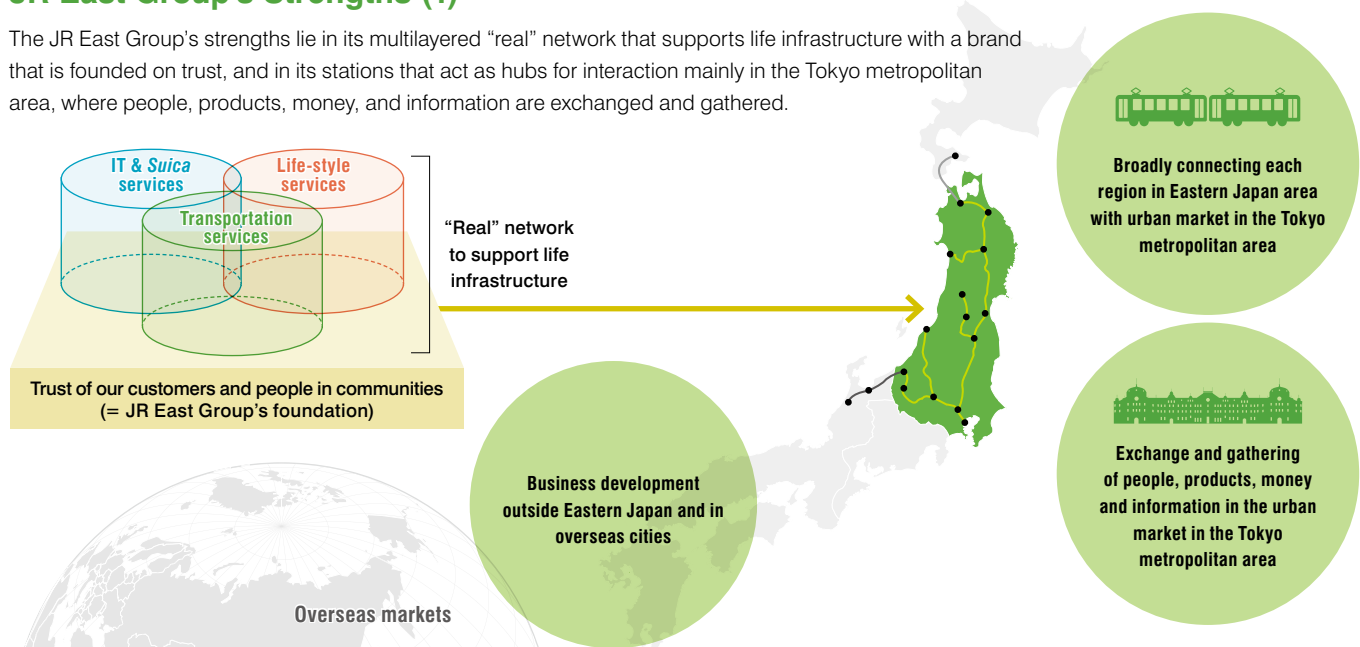 JR East Group's Strengths (1)
The JR East Group's strengths lie in its multilayered “real” network that supports life infrastructure with a brand
that is founded on trust, and in its stations that act as hubs for interaction mainly in the Tokyo metropolitan
area, where people, products, money, and information are exchanged and gathered.
IT & Suica
services
Life-style
services
Transportation
services
“Real” network
to support life
infrastructure
Trust of our customers and people in communities
(= JR East Group's foundation)
Broadly connecting each
region in Eastern Japan area
with urban market in the Tokyo
metropolitan area
Exchange and gathering
of people, products, money
and information in the urban
market in the Tokyo
metropolitan area
Business development
outside Eastern Japan and in
overseas cities
Overseas markets